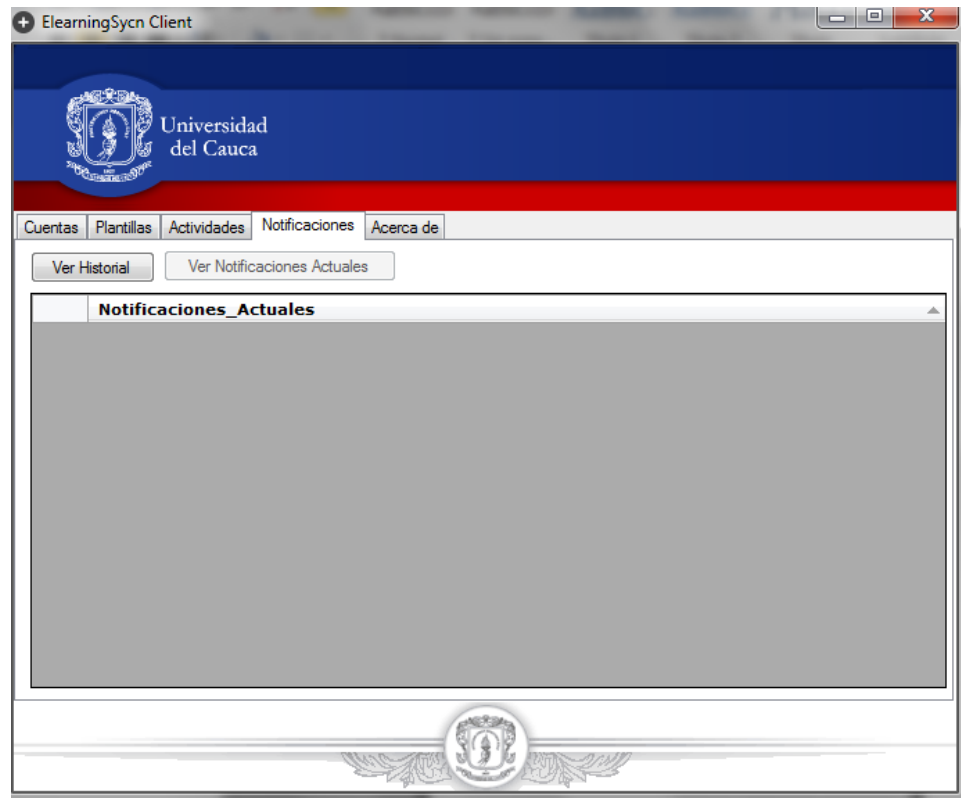 ElearningSycn Client
Universidad
del Cauca
Cuentas Plantillas Actividades Notificaciones Acerca de
Ver Historial Ver Notificaciones Actuales
Notificaciones_Actuales